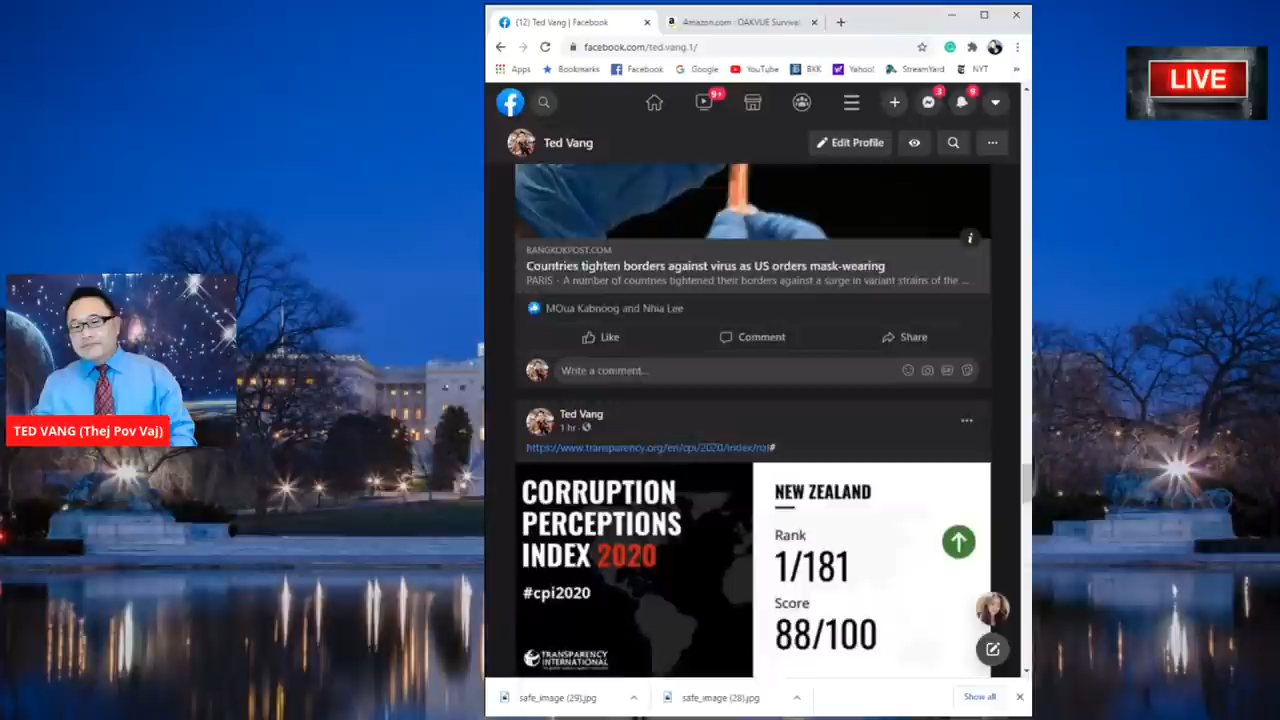 (12) Ted Vang | Facebook
Amazon.com : OAKVUE Surviva
facebook.com/ted.vang.1/
Apps Bookmarks Facebook Google YouTube BKK Yahoo! StreamYard NYT »
LIVE
9+ 3 9
Ted Vang
Edit Profile
BANGKOKPOST.COM
Countries tighten borders against virus as US orders mask-wearing
PARIS - A number of countries tightened their borders against a surge in variant strains of the ...
MOua Kabnoog and Nhia Lee
Like Comment Share
Write a comment...
TED VANG (Thej Pov Vaj)
Ted Vang
1 hr
https://www.transparency.org/en/cpi/2020/index/nzl#
CORRUPTION
PERCEPTIONS
INDEX 2020
#cpi2020
TRANSPARENCY
INTERNATIONAL
NEW ZEALAND
Rank
1/181
Score
88/100
safe_image (29).jpg
safe_image (28).jpg
Show all